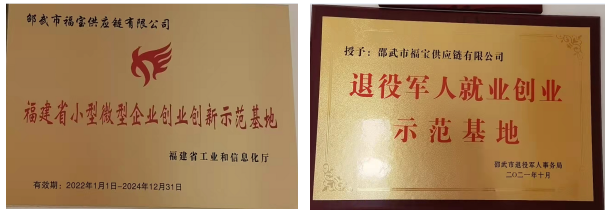 邵武市福宝供应链有限公司
福建省小型微型企业创业创新示范基地
福建省工业和信息化厅
有效期：2022年1月1日-2024年12月31日
授予：邵武市福宝供应链有限公司
退役军人就业创业
示范基地
邵武市退役军人事务局
二〇二一年十月